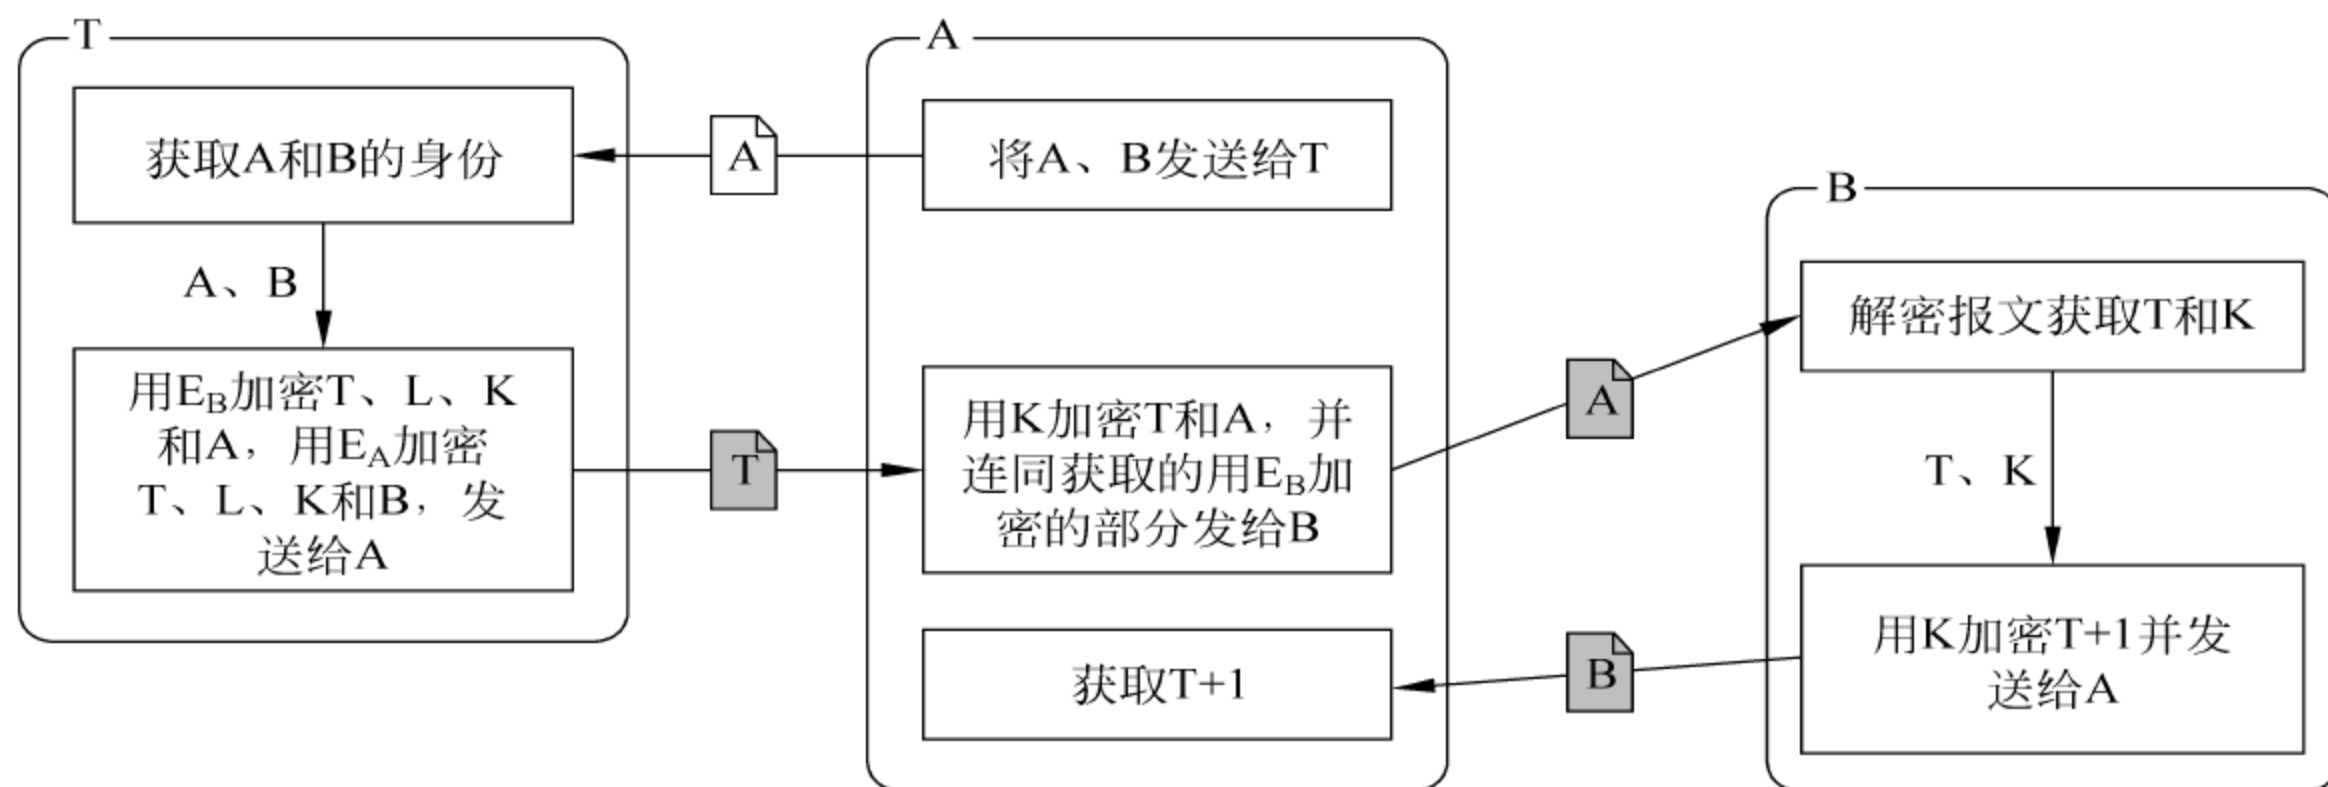 T
获取A和B的身份
A、B
用E_B加密T、L、K
和A，用E_A加密
T、L、K和B，发
送给A
A
T
A
将A、B发送给T
用K加密T和A，并
连同获取的用E_B加
密的部分发给B
获取T+1
A
B
B
解密报文获取T和K
T、K
用K加密T+1并发
送给A